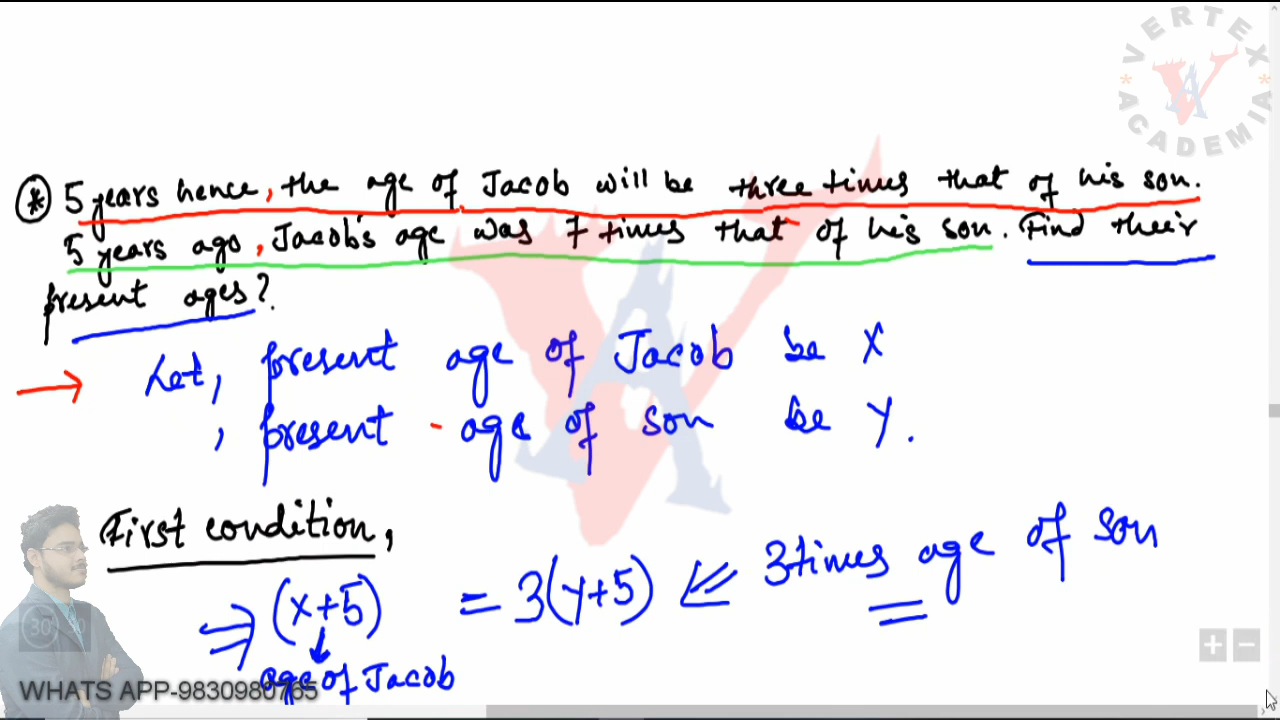 VERTEX
ACADEMIA
* 5 years hence, the age of Jacob will be three times that of his son.
5 years ago, Jacob's age was 7 times that of his son. Find their
present ages?
→ Let, present age of Jacob be X
, present - age of son be Y.
First condition,
⇒ (X+5) = 3(Y+5) ⇐ 3 times age of son
age of Jacob
WHATS APP-9830980765